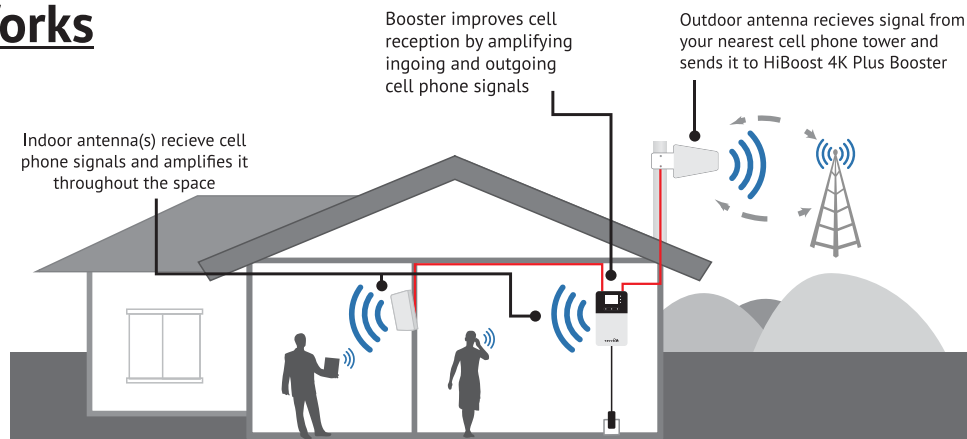 orks
Booster improves cell
reception by amplifying
ingoing and outgoing
cell phone signals
Outdoor antenna recieves signal from
your nearest cell phone tower and
sends it to HiBoost 4K Plus Booster
Indoor antenna(s) recieve cell
phone signals and amplifies it
throughout the space